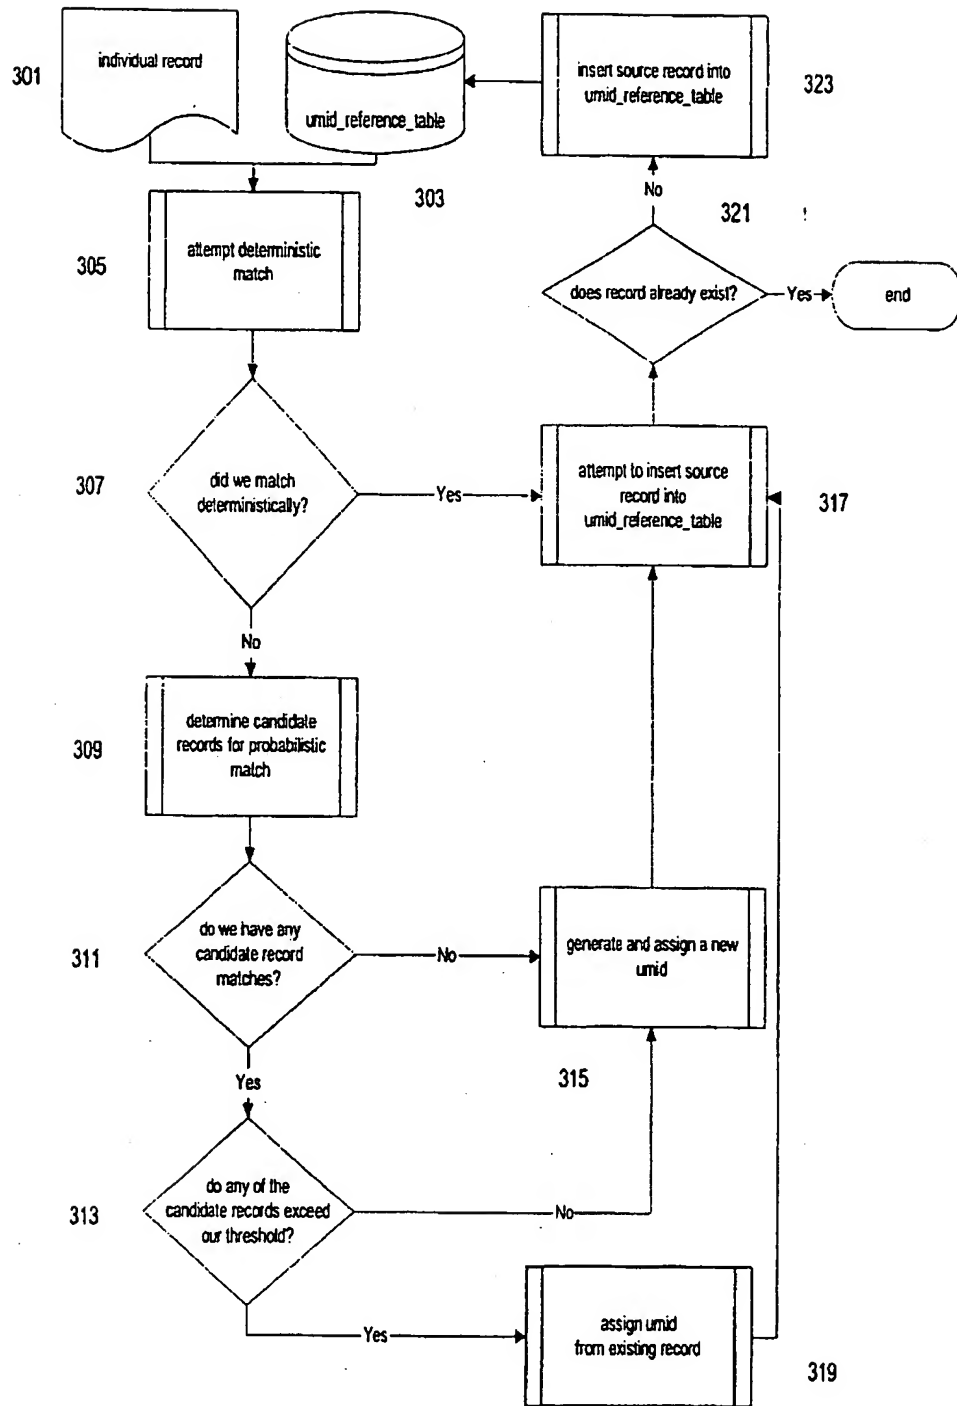 301
individual record
umid_reference_table
insert source record into
umid_reference_table
323
303
No
321
305
attempt deterministic
match
does record already exist?
Yes
end
307
did we match
deterministically?
Yes
attempt to insert source
record into
umid_reference_table
317
No
309
determine candidate
records for probabilistic
match
311
do we have any
candidate record
matches?
No
generate and assign a new
umid
315
Yes
313
do any of the
candidate records exceed
our threshold?
No
Yes
assign umid
from existing record
319